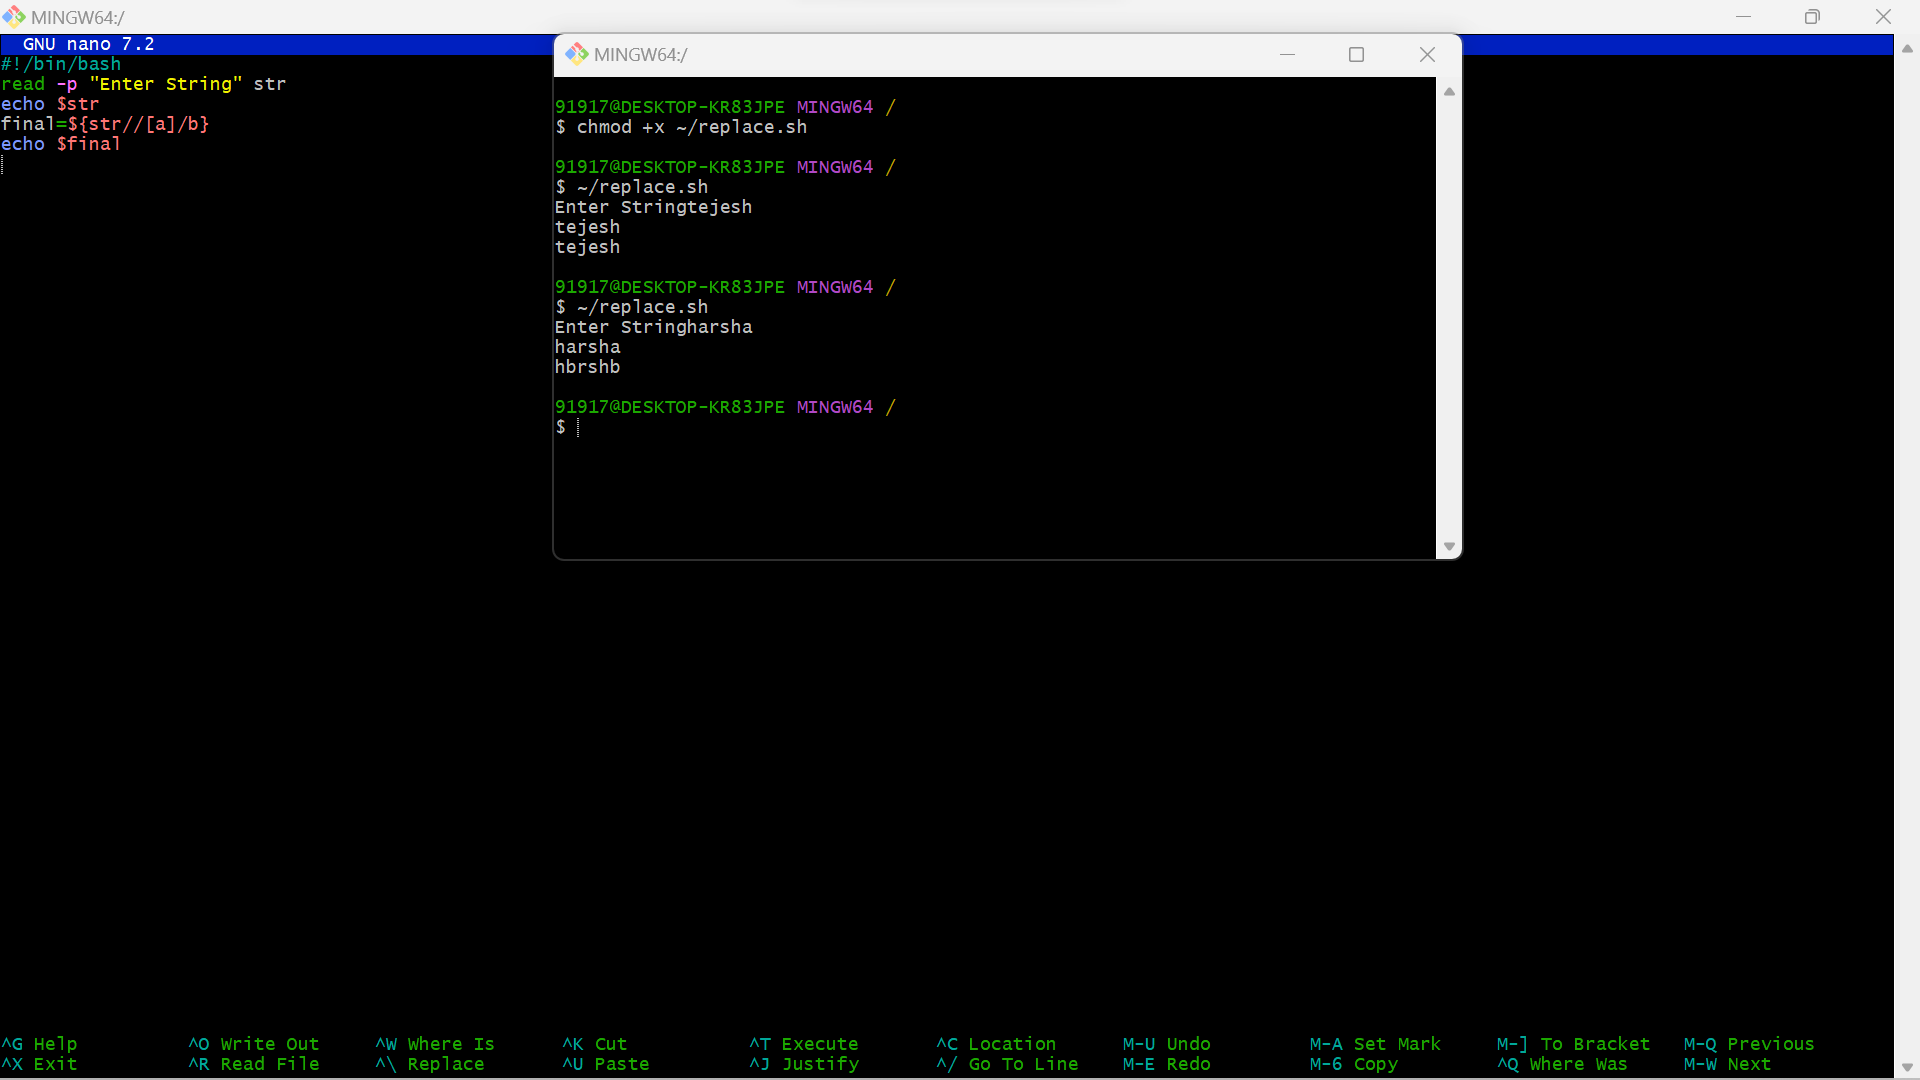 MINGW64:/
GNU nano 7.2
#!/bin/bash
read -p "Enter String" str
echo $str
final=${str//[a]/b}
echo $final
MINGW64:/
91917@DESKTOP-KR83JPE MINGW64 /
$ chmod +x ~/replace.sh
91917@DESKTOP-KR83JPE MINGW64 /
$ ~/replace.sh
Enter Stringtejesh
tejesh
tejesh
91917@DESKTOP-KR83JPE MINGW64 /
$ ~/replace.sh
Enter Stringharsha
harsha
hbrshb
91917@DESKTOP-KR83JPE MINGW64 /
$
^G Help ^O Write Out ^W Where Is ^K Cut ^T Execute ^C Location M-U Undo M-A Set Mark M-] To Bracket M-Q Previous
^X Exit ^R Read File ^\ Replace ^U Paste ^J Justify ^/ Go To Line M-E Redo M-6 Copy ^Q Where Was M-W Next